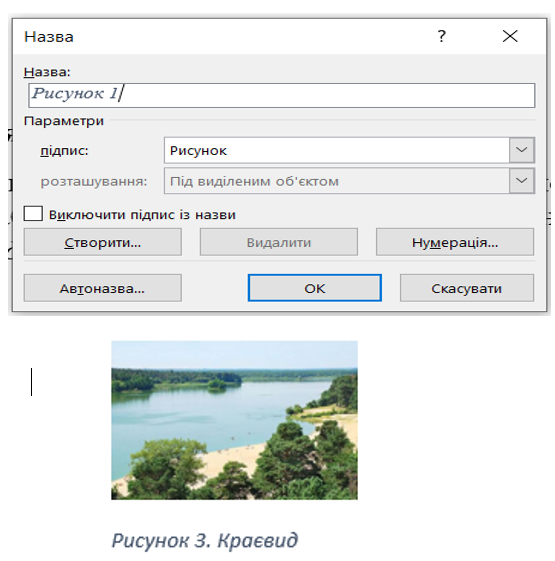 Назва
?
Назва:
Рисунок 1
Параметри
підпис:
Рисунок
розташування:
Під виділеним об'єктом
Виключити підпис із назви
Створити...
Видалити
Нумерація...
Автоназва...
ОК
Скасувати
Рисунок 3. Краєвид